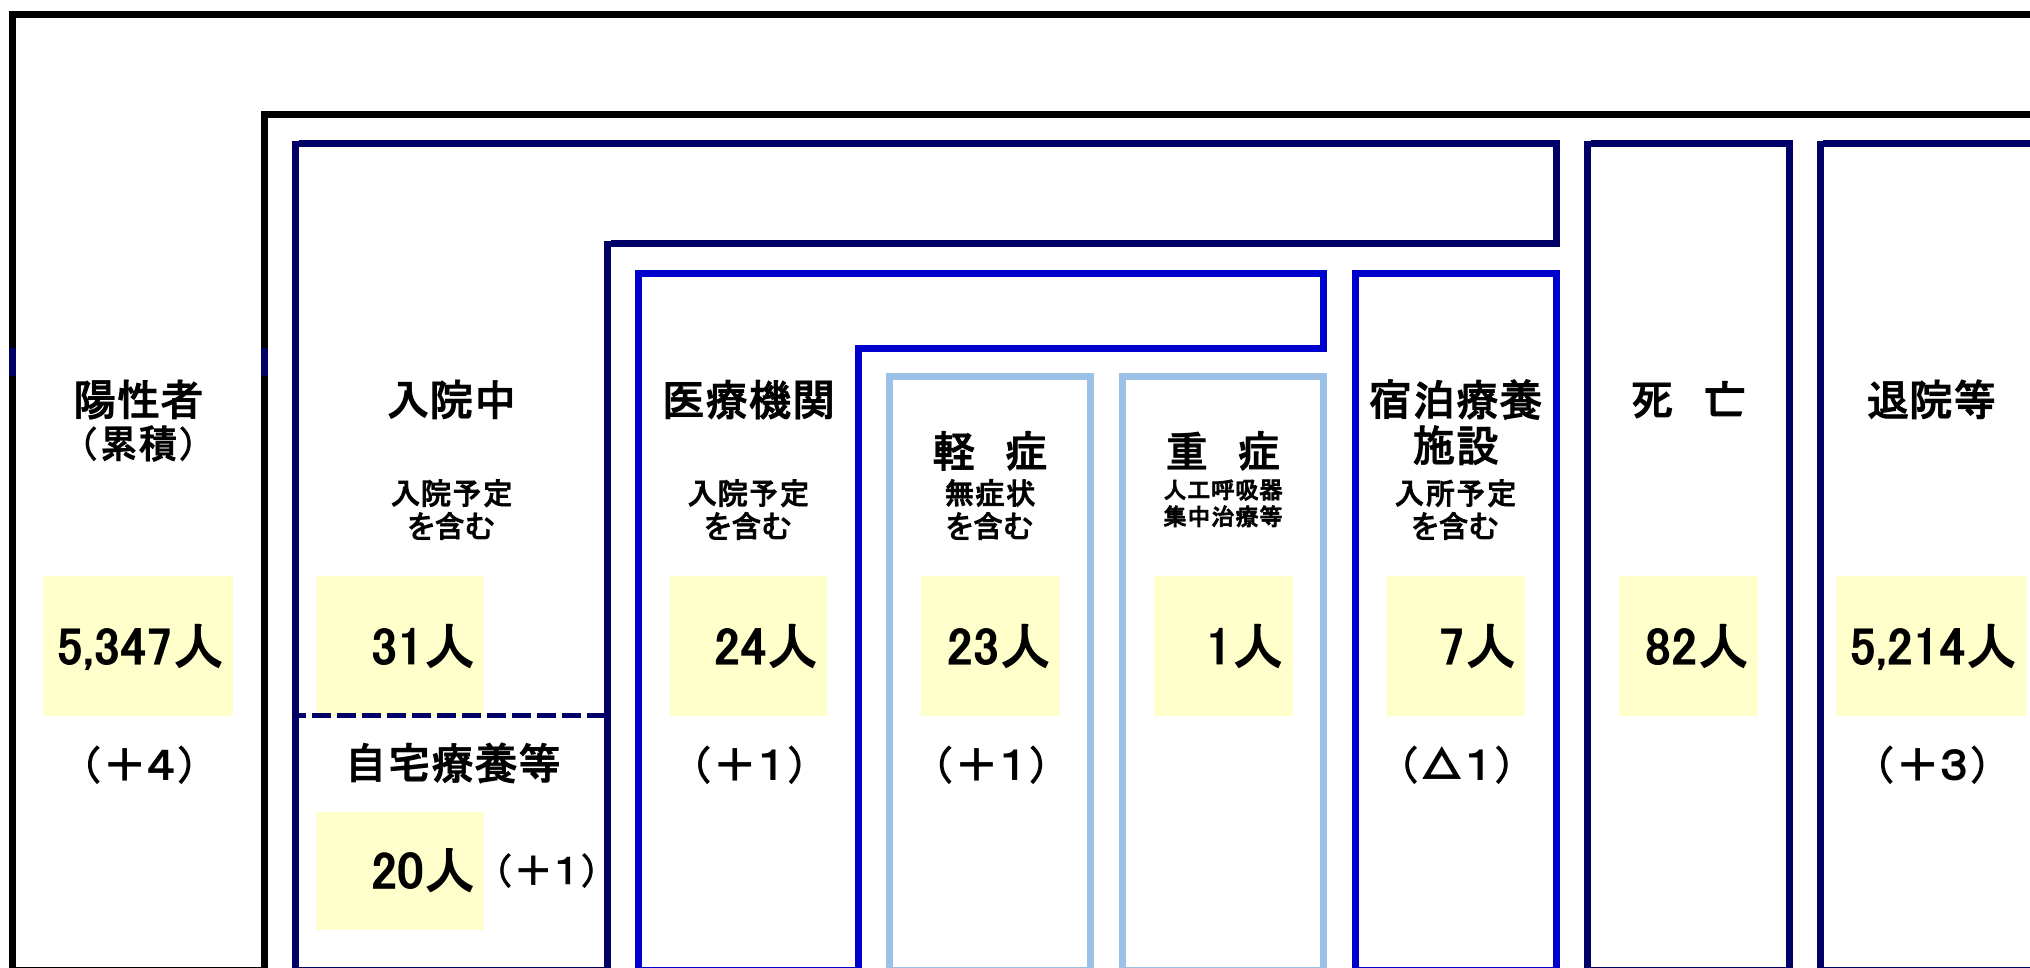 陽性者
（累積）
5,347人
（＋4）
入院中
入院予定
を含む
31人
自宅療養等
20人 （＋1）
医療機関
入院予定
を含む
24人
（＋1）
軽　症
無症状
を含む
23人
（＋1）
重　症
人工呼吸器
集中治療等
1人
宿泊療養
施設
入所予定
を含む
7人
（△1）
死　亡
82人
退院等
5,214人
（＋3）